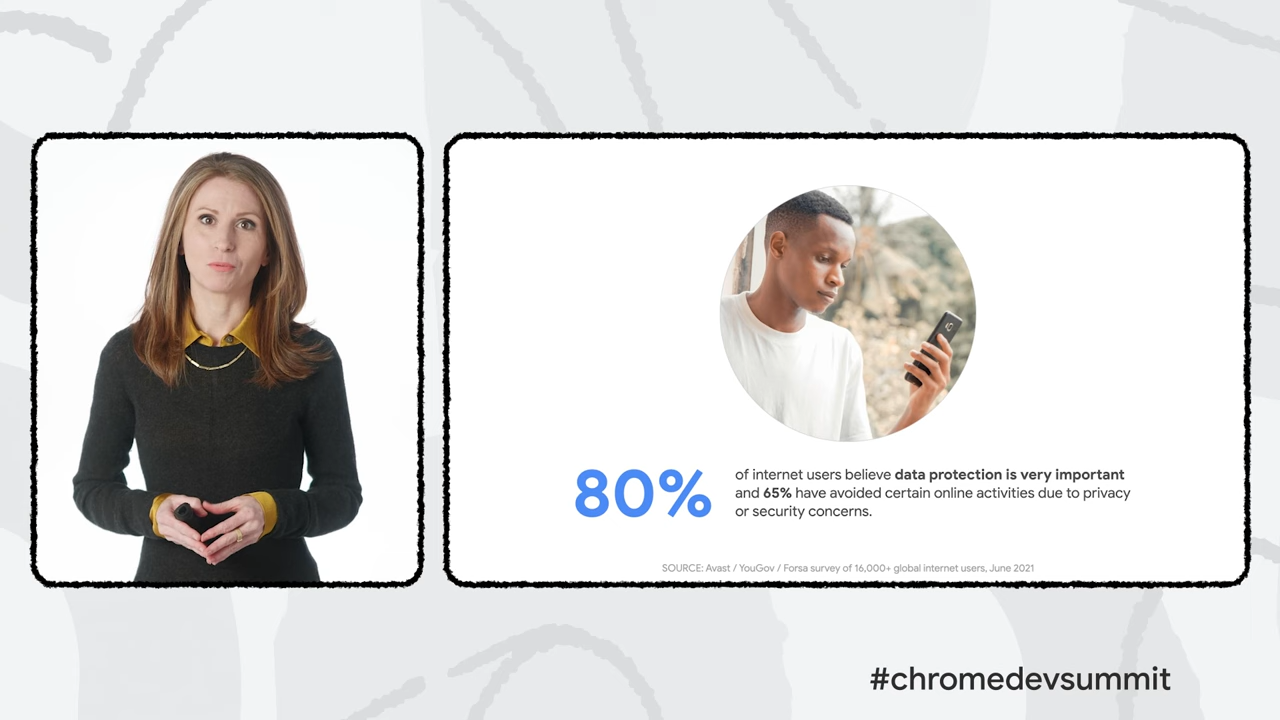 80%
of internet users believe data protection is very important
and 65% have avoided certain online activities due to privacy
or security concerns.
SOURCE: Avast / YouGov / Forsa survey of 16,000+ global internet users, June 2021
#chromedevsummit